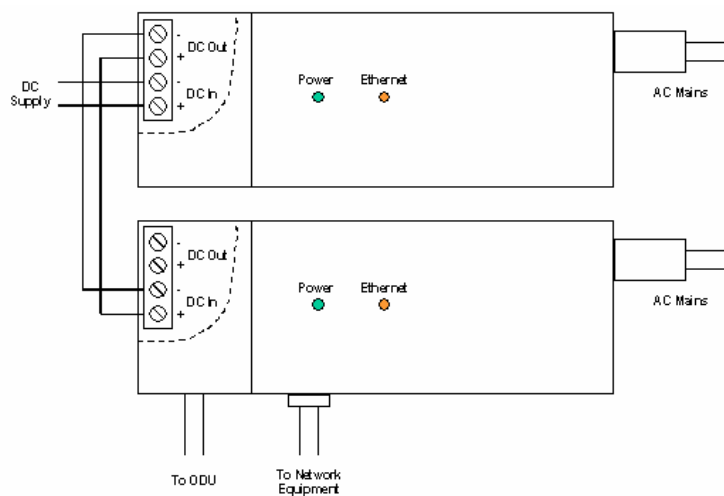 -
DC Out
+
-
DC In
+
DC
Supply
Power
Ethernet
AC Mains
-
DC Out
+
-
DC In
+
Power
Ethernet
AC Mains
To ODU
To Network
Equipment